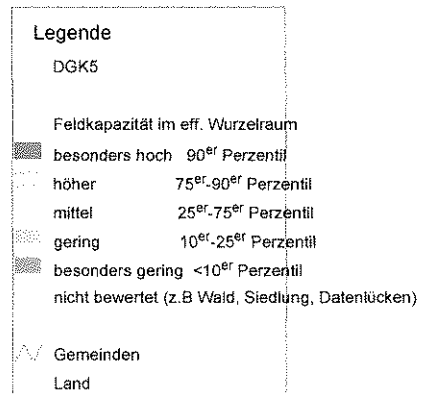 Legende
DGK5
Feldkapazität im eff. Wurzelraum
besonders hoch 90er Perzentil
höher 75er-90er Perzentil
mittel 25er-75er Perzentil
gering 10er-25er Perzentil
besonders gering <10er Perzentil
nicht bewertet (z.B Wald, Siedlung, Datenlücken)
Gemeinden
Land